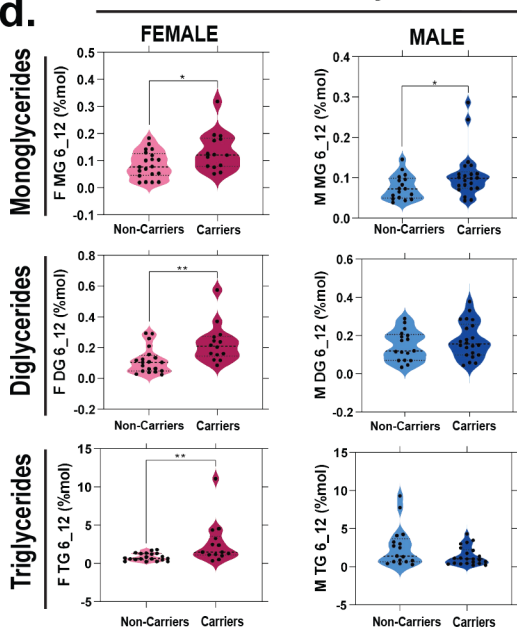 d.
FEMALE
MALE
Monoglycerides
F MG 6_12 (%mol)
0.5
0.4
0.3
0.2
0.1
0.0
-0.1
*
Non-Carriers
Carriers
M MG 6_12 (%mol)
0.4
0.3
0.2
0.1
0.0
*
Non-Carriers
Carriers
Diglycerides
F DG 6_12 (%mol)
0.8
0.6
0.4
0.2
0.0
-0.2
**
Non-Carriers
Carriers
M DG 6_12 (%mol)
0.6
0.4
0.2
0.0
-0.2
Non-Carriers
Carriers
Triglycerides
F TG 6_12 (%mol)
15
10
5
0
-5
**
Non-Carriers
Carriers
M TG 6_12 (%mol)
15
10
5
0
-5
Non-Carriers
Carriers